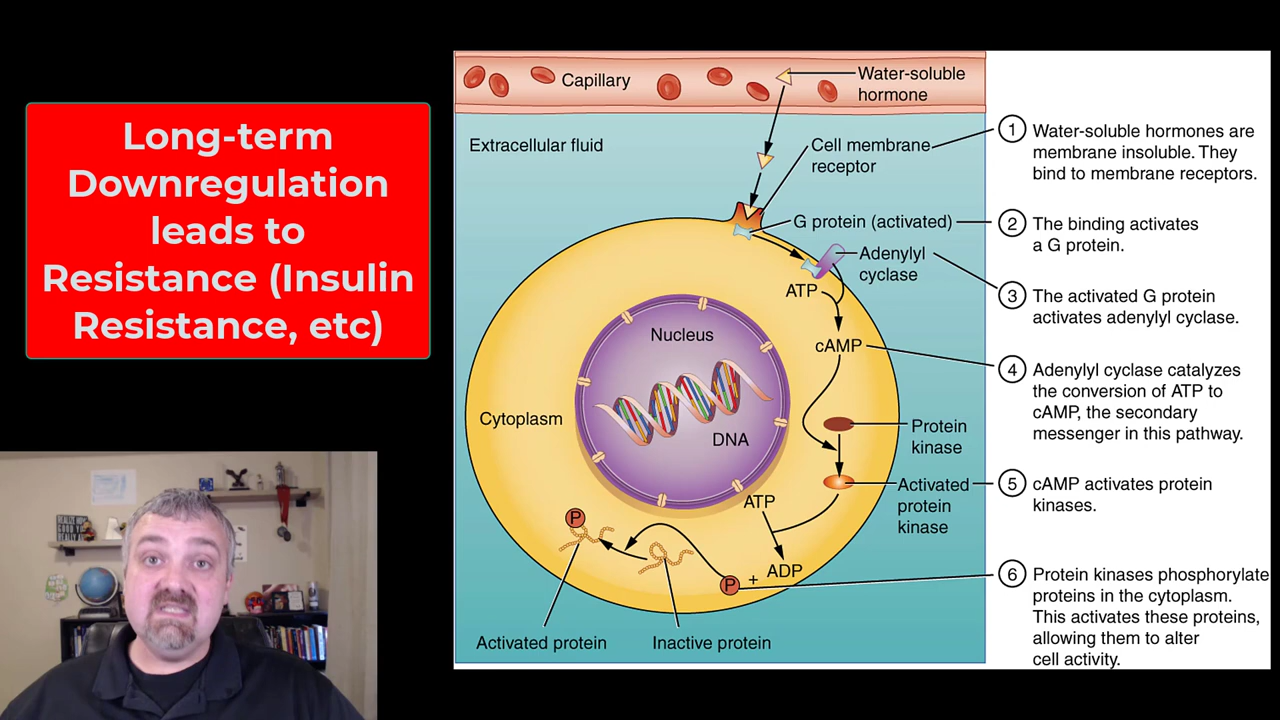 Long-term
Downregulation
leads to
Resistance (Insulin
Resistance, etc)
Capillary
Water-soluble
hormone
Extracellular fluid
Cell membrane
receptor
G protein (activated)
Adenylyl
cyclase
ATP
cAMP
Nucleus
DNA
Cytoplasm
Protein
kinase
Activated
protein
kinase
ATP
ADP
P
+
P
Activated protein
Inactive protein
1 Water-soluble hormones are
membrane insoluble. They
bind to membrane receptors.
2 The binding activates
a G protein.
3 The activated G protein
activates adenylyl cyclase.
4 Adenylyl cyclase catalyzes
the conversion of ATP to
cAMP, the secondary
messenger in this pathway.
5 cAMP activates protein
kinases.
6 Protein kinases phosphorylate
proteins in the cytoplasm.
This activates these proteins,
allowing them to alter
cell activity.